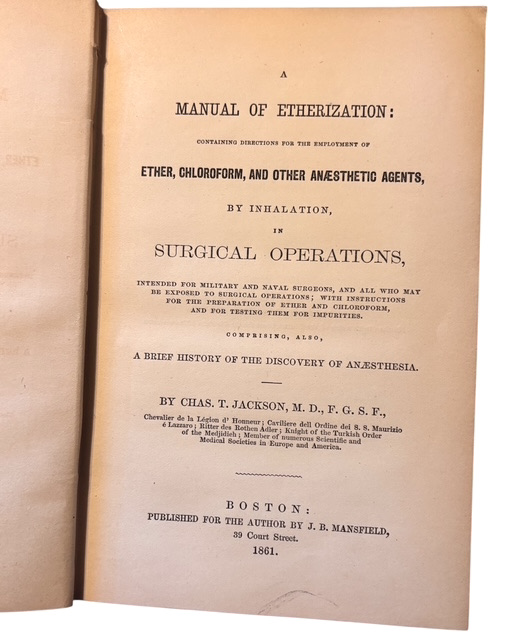 A
MANUAL OF ETHERIZATION:
CONTAINING DIRECTIONS FOR THE EMPLOYMENT OF
ETHER, CHLOROFORM, AND OTHER ANÆSTHETIC AGENTS,
BY INHALATION,
IN
SURGICAL OPERATIONS,
INTENDED FOR MILITARY AND NAVAL SURGEONS, AND ALL WHO MAY
BE EXPOSED TO SURGICAL OPERATIONS; WITH INSTRUCTIONS
FOR THE PREPARATION OF ETHER AND CHLOROFORM,
AND FOR TESTING THEM FOR IMPURITIES.
COMPRISING, ALSO,
A BRIEF HISTORY OF THE DISCOVERY OF ANÆSTHESIA.
BY CHAS. T. JACKSON, M. D., F. G. S. F.,
Chevalier de la Légion d' Honneur; Caviliere dell Ordine dei S. S. Maurizio
é Lazzaro; Ritter des Rothen Adler; Knight of the Turkish Order
of the Medjidich; Member of numerous Scientific and
Medical Societies in Europe and America.
BOSTON:
PUBLISHED FOR THE AUTHOR BY J. B. MANSFIELD,
39 Court Street.
1861.